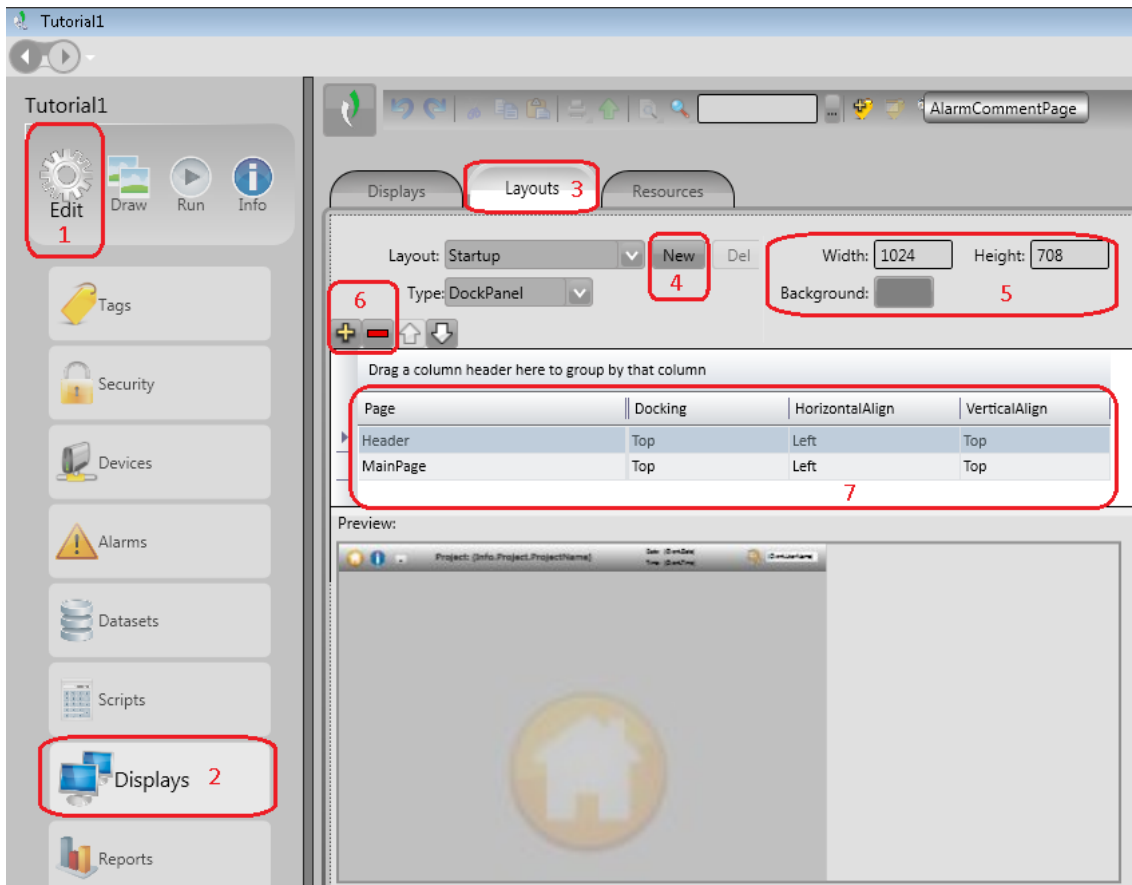 Tutorial1
Tutorial1
Edit
Draw
Run
Info
1
Tags
Security
Devices
Alarms
Datasets
Scripts
Displays 2
Reports
...
AlarmCommentPage
Displays
Layouts 3
Resources
Layout: Startup
New
4
Del
Width: 1024
Height: 708
Type: DockPanel
Background:
5
6
Drag a column header here to group by that column
Page Docking HorizontalAlign VerticalAlign
Header Top Left Top
MainPage Top Left Top
7
Preview:
Project: {Info.Project.ProjectName}